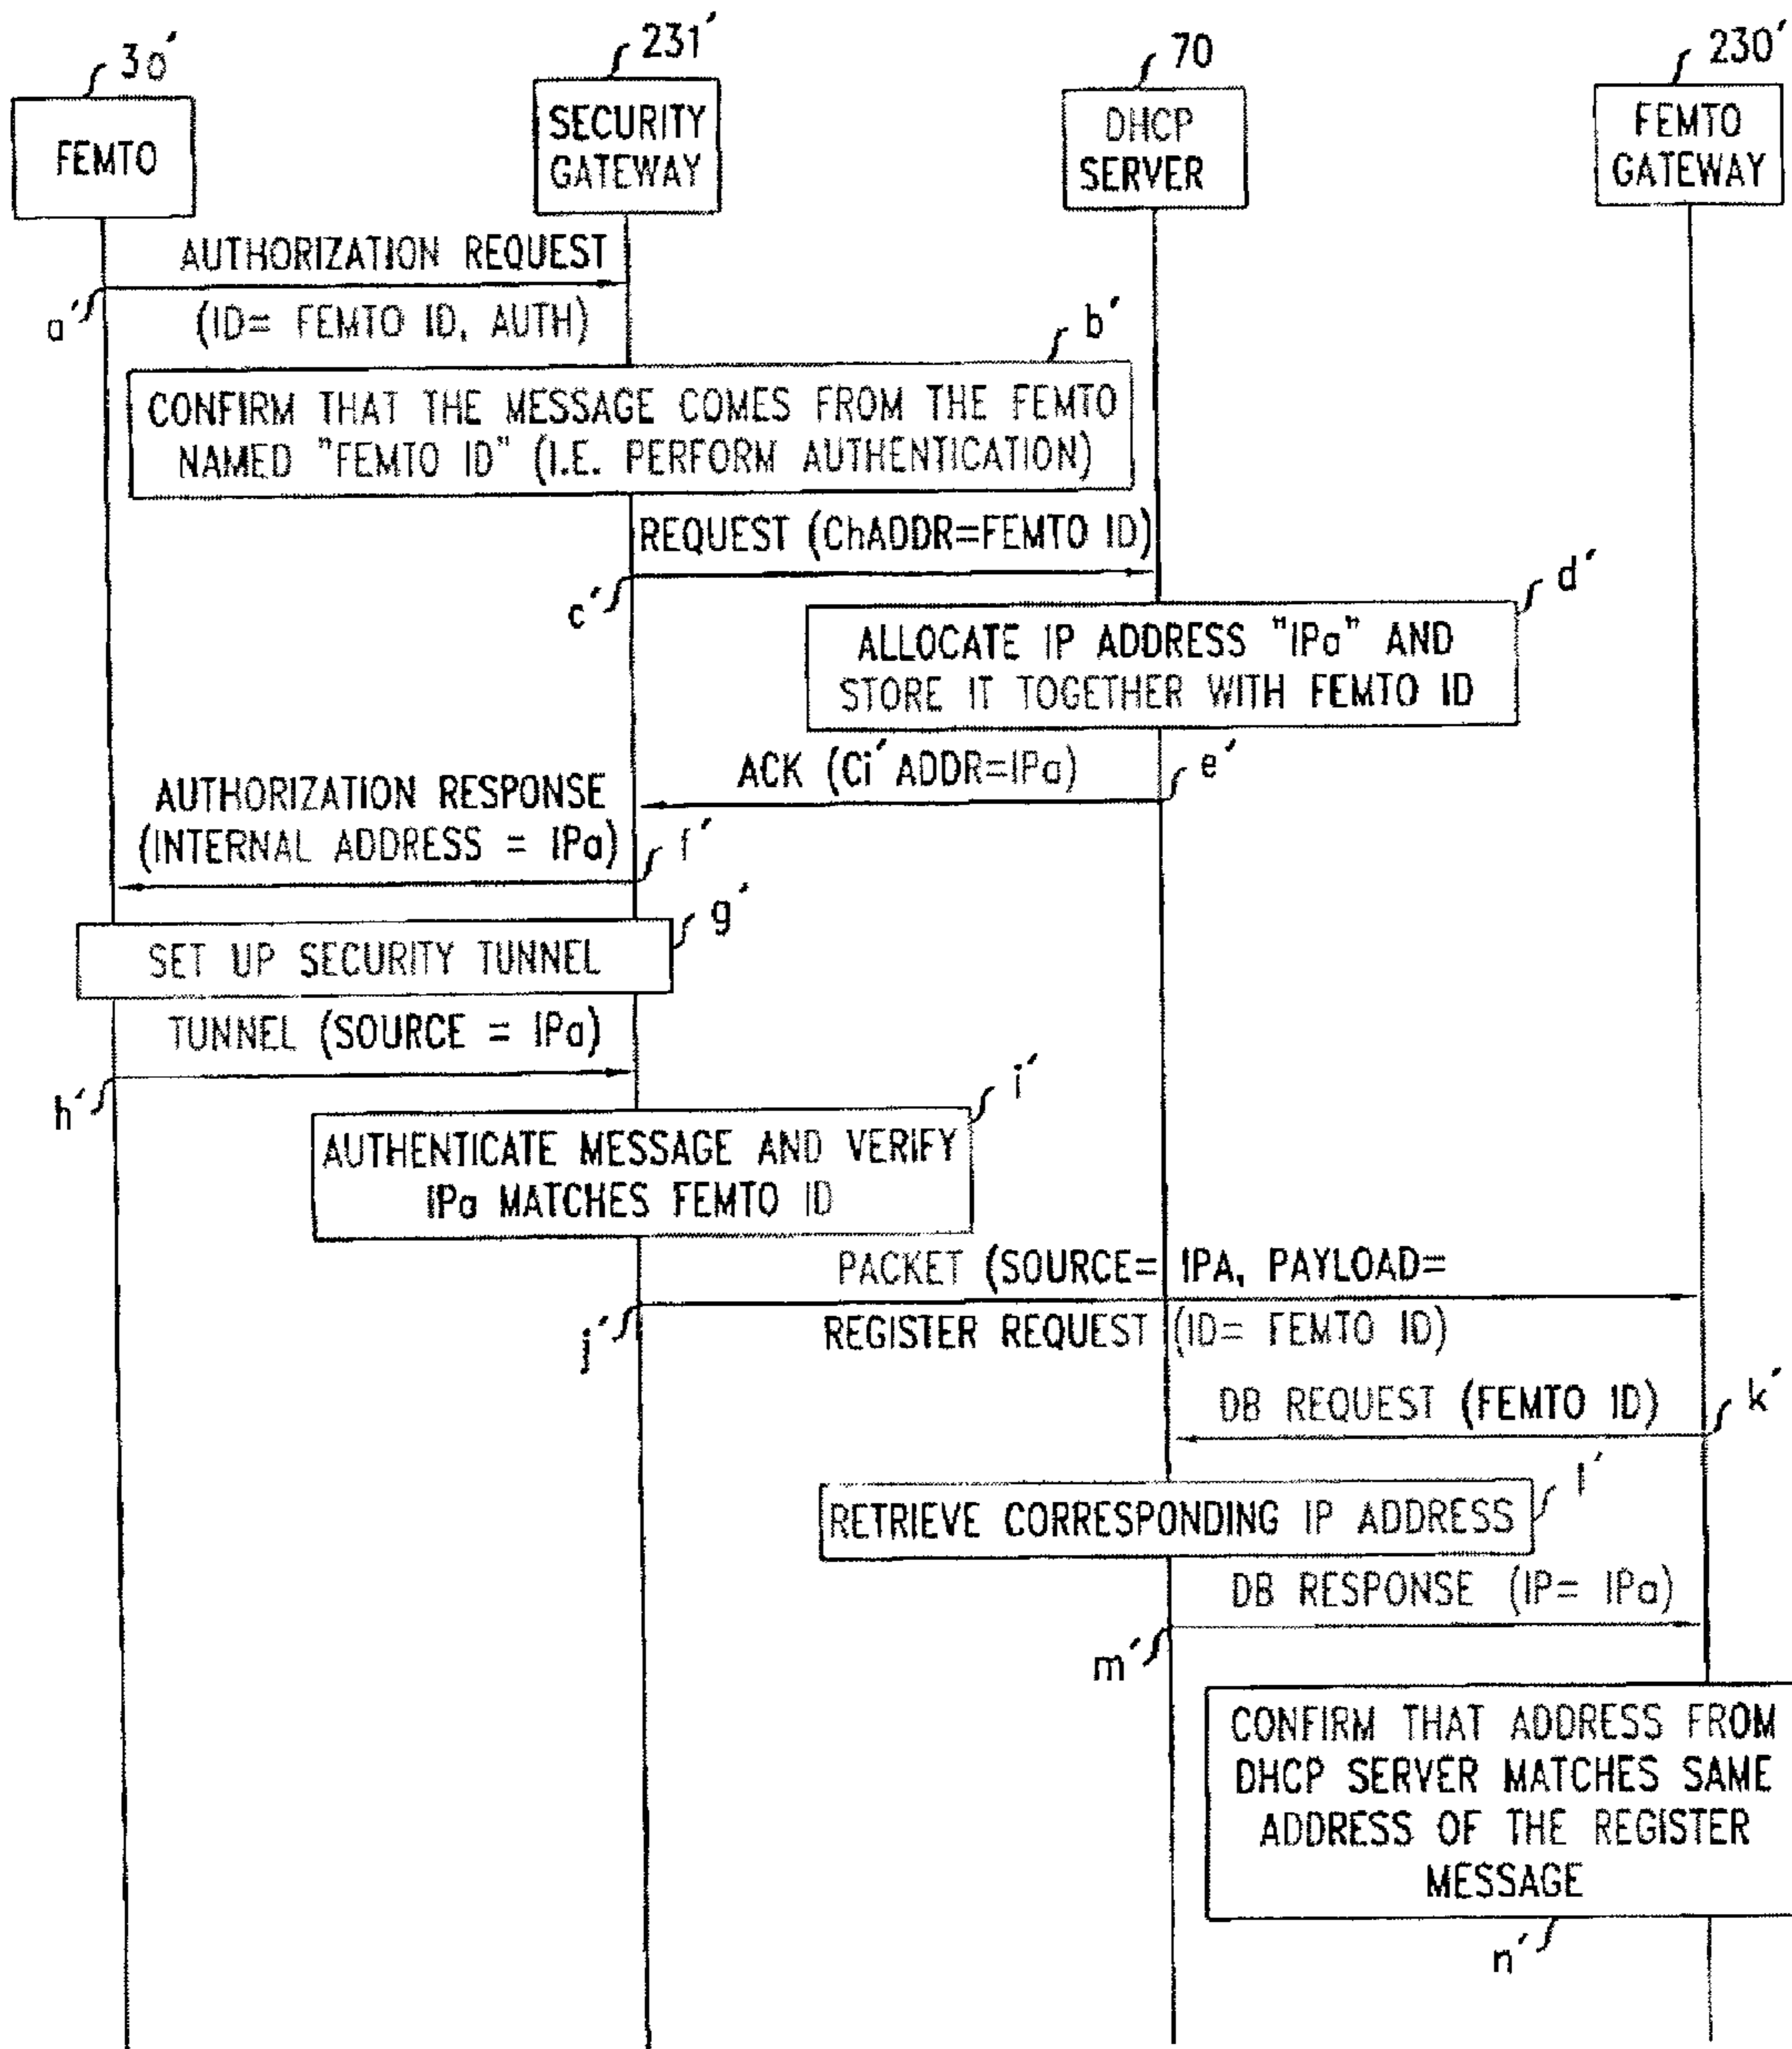 30′
231′
70
230′
FEMTO
SECURITY
GATEWAY
DHCP
SERVER
FEMTO
GATEWAY
AUTHORIZATION REQUEST
a′
(ID= FEMTO ID, AUTH)
b′
CONFIRM THAT THE MESSAGE COMES FROM THE FEMTO
NAMED "FEMTO ID" (I.E. PERFORM AUTHENTICATION)
REQUEST (ChADDR=FEMTO ID)
c′
d′
ALLOCATE IP ADDRESS "IPa" AND
STORE IT TOGETHER WITH FEMTO ID
ACK (Ci′ ADDR=IPa)
e′
AUTHORIZATION RESPONSE
(INTERNAL ADDRESS = IPa)
f′
g′
SET UP SECURITY TUNNEL
TUNNEL (SOURCE = IPa)
h′
i′
AUTHENTICATE MESSAGE AND VERIFY
IPa MATCHES FEMTO ID
PACKET (SOURCE= IPA, PAYLOAD=
j′
REGISTER REQUEST (ID= FEMTO ID)
DB REQUEST (FEMTO ID)
k′
l′
RETRIEVE CORRESPONDING IP ADDRESS
DB RESPONSE (IP= IPa)
m′
CONFIRM THAT ADDRESS FROM
DHCP SERVER MATCHES SAME
ADDRESS OF THE REGISTER
MESSAGE
n′